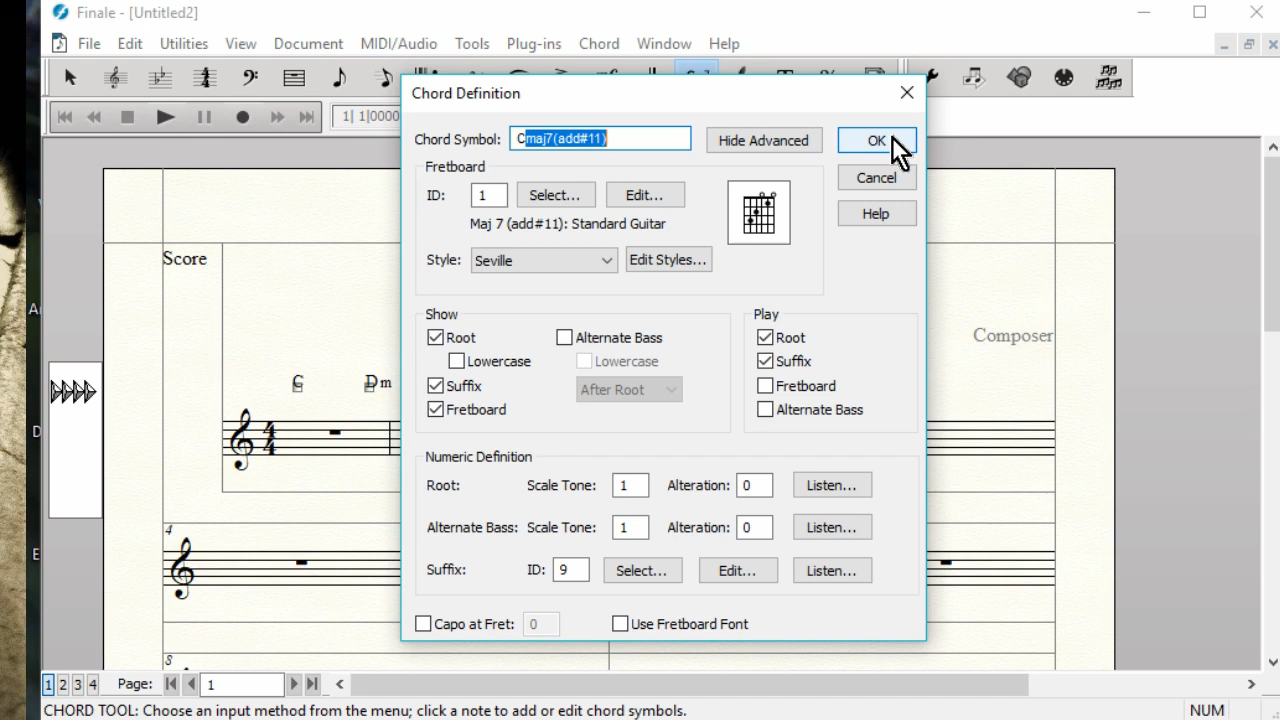 Finale - [Untitled2]
File Edit Utilities View Document MIDI/Audio Tools Plug-ins Chord Window Help
1| 1|0000
Chord Definition
Chord Symbol: Cmaj7(add#11) Hide Advanced OK
Fretboard
ID: 1 Select... Edit... Cancel
Maj 7 (add#11): Standard Guitar Help
Style: Seville Edit Styles...
Show Play
Root Alternate Bass Root
Lowercase Lowercase Suffix
Suffix After Root Fretboard
Fretboard Alternate Bass
Numeric Definition
Root: Scale Tone: 1 Alteration: 0 Listen...
Alternate Bass: Scale Tone: 1 Alteration: 0 Listen...
Suffix: ID: 9 Select... Edit... Listen...
Capo at Fret: 0 Use Fretboard Font
Score
Composer
C Dm
4
4
4
8
1 2 3 4 Page: 1
CHORD TOOL: Choose an input method from the menu; click a note to add or edit chord symbols. NUM